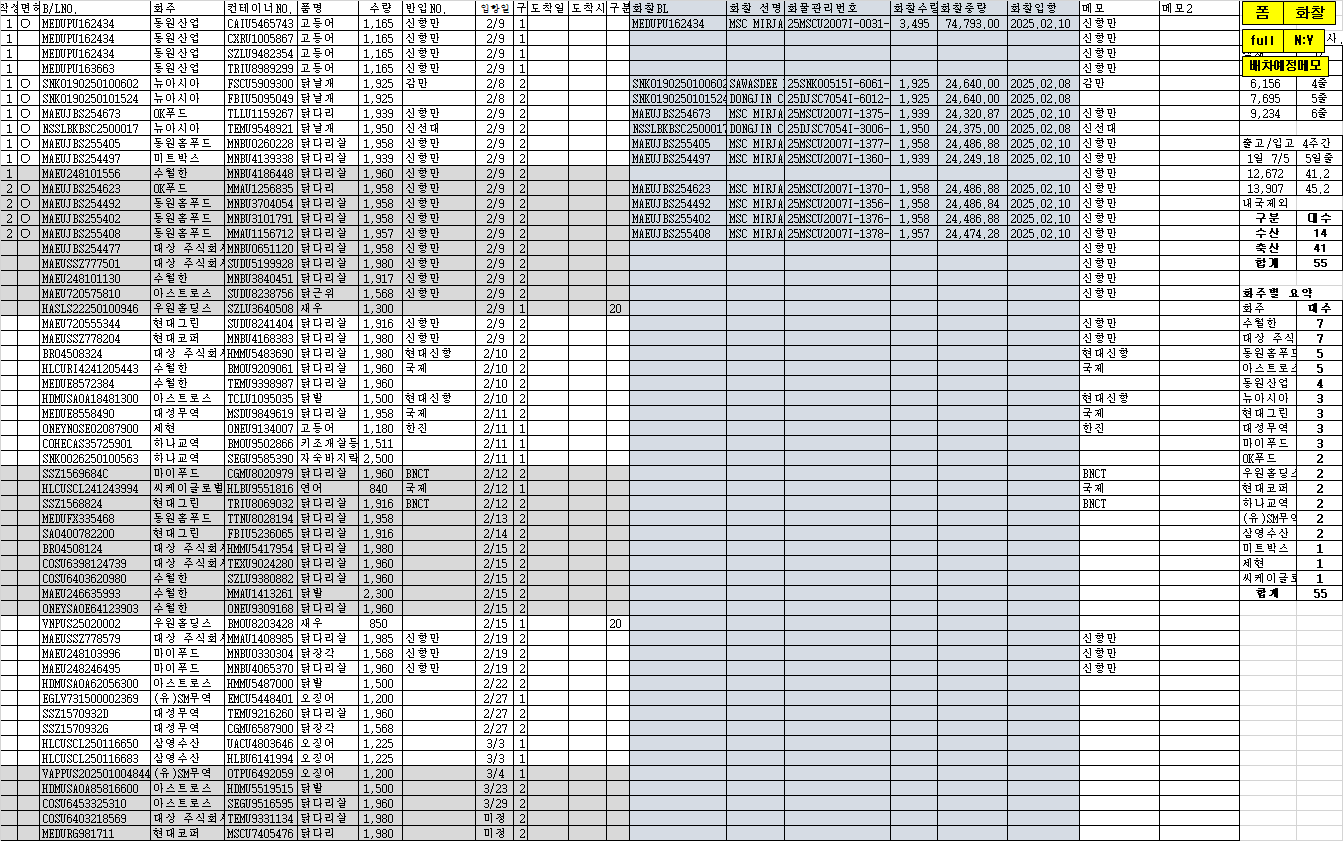 작성 면허 B/LNO. 화주 컨테이너NO. 품명 수량 반입NO. 입항일 구 도착일 도착시 구분 화찰BL 화찰 선명 화물관리번호 화찰수량 화찰중량 화찰입항 메모 메모2 폼 화찰
1 MEDUPU162434 동원산업 CAIU5465743 고등어 1,165 신항만 2/9 1 MEDUPU162434 MSC MIRJA 25MSCU2007I-0031- 3,495 74,793.00 화찰입항 신항만
1 MEDUPU162434 동원산업 CXRU1005867 고등어 1,165 신항만 2/9 1 신항만 full N:Y
1 MEDUPU162434 동원산업 SZLU9482354 고등어 1,165 신항만 2/9 1 신항만
1 MEDUPU163663 동원산업 TRIU8989299 고등어 1,165 신항만 2/9 1 신항만 배차예정메모
1 O SNKO190250100602 뉴아시아 FSCU5909300 닭날개 1,925 감만 2/8 2 SNKO190250100602 SAWASDEE 25SNKO0515I-6061- 1,925 24,640.00 2025.02.08 감만 6,156 4줄
1 O SNKO190250101524 뉴아시아 FBIU5095049 닭날개 1,925 2/8 2 SNKO190250101524 DONGJIN C 25DJSC7054I-6012- 1,925 24,640.00 2025.02.08 7,695 5줄
1 O MAEUJBS254673 OK푸드 TLLU1159267 닭다리 1,939 신항만 2/9 2 MAEUJBS254673 MSC MIRJA 25MSCU2007I-1375- 1,939 24,320.87 2025.02.10 신항만 9,234 6줄
1 O NSSLBKBSC2500017 뉴아시아 TEMU9548921 닭날개 1,950 신선대 2/9 2 NSSLBKBSC2500017 DONGJIN C 25DJSC7054I-3006- 1,950 24,375.00 2025.02.08 신선대
1 O MAEUJBS255405 동원홈푸드 MNBU0260228 닭다리살 1,958 신항만 2/9 2 MAEUJBS255405 MSC MIRJA 25MSCU2007I-1377- 1,958 24,486.88 2025.02.10 신항만 출고/입고 4주간
1 O MAEUJBS254497 미트박스 MNBU4139338 닭다리살 1,939 신항만 2/9 2 MAEUJBS254497 MSC MIRJA 25MSCU2007I-1360- 1,939 24,249.18 2025.02.10 신항만 1일 7/5 5일줄
1 MAEU248101556 수월한 MNBU4186448 닭다리살 1,960 신항만 2/9 2 신항만 12,672 41.2
2 O MAEUJBS254623 OK푸드 MMAU1256835 닭다리 1,958 신항만 2/9 2 MAEUJBS254623 MSC MIRJA 25MSCU2007I-1370- 1,958 24,486.88 2025.02.10 신항만 13,907 45.2
2 O MAEUJBS254492 동원홈푸드 MNBU3704054 닭다리살 1,958 신항만 2/9 2 MAEUJBS254492 MSC MIRJA 25MSCU2007I-1356- 1,958 24,486.84 2025.02.10 신항만 내국제외
2 O MAEUJBS255402 동원홈푸드 MNBU3101791 닭다리살 1,958 신항만 2/9 2 MAEUJBS255402 MSC MIRJA 25MSCU2007I-1376- 1,958 24,486.88 2025.02.10 신항만 구분 대수
2 O MAEUJBS255408 동원홈푸드 MMAU1156712 닭다리살 1,957 신항만 2/9 2 MAEUJBS255408 MSC MIRJA 25MSCU2007I-1378- 1,957 24,474.28 2025.02.10 신항만 수산 14
MAEUJBS254477 대상 주식회사 MNBU0651120 닭다리살 1,958 신항만 2/9 2 신항만 축산 41
MAEUSSZ777501 대상 주식회사 SUDU5199928 닭다리살 1,980 신항만 2/9 2 신항만 합계 55
MAEU248101130 수월한 MNBU3840451 닭다리살 1,917 신항만 2/9 2 신항만
MAEU720575810 아스트로스 SUDU8238756 닭근위 1,568 신항만 2/9 2 신항만 화주별 요약
HASLS22250100946 우원홀딩스 SZLU3640508 새우 1,300 2/9 1 20 화주 대수
MAEU720555344 현대그린 SUDU8241404 닭다리살 1,916 신항만 2/9 2 신항만 수월한 7
MAEUSSZ778204 현대코퍼 MNBU4168383 닭다리살 1,980 신항만 2/9 2 신항만 대상 주식 7
BRO4508324 대상 주식회사 HMMU5483690 닭다리살 1,980 현대신항 2/10 2 현대신항 동원홈푸드 5
HLCURI4241205443 수월한 BMOU9209061 닭다리살 1,960 국제 2/10 2 국제 아스트로스 5
MEDUE8572384 수월한 TEMU9398987 닭다리살 1,960 2/10 2 동원산업 4
HDMUSAOA18481300 아스트로스 TCLU1095035 닭발 1,500 현대신항 2/10 2 현대신항 뉴아시아 3
MEDUE8558490 대성무역 MSDU9849619 닭다리살 1,958 국제 2/11 2 국제 현대그린 3
ONEYNOSE02087900 세현 ONEU9134007 고등어 1,180 한진 2/11 1 한진 대성무역 3
COHECAS35725901 하나교역 BMOU9502866 키조개살등 1,511 2/11 1 마이푸드 3
SNKO026250100563 하나교역 SEGU9585390 자숙바지락 2,500 2/11 1 OK푸드 2
SSZ1569684C 마이푸드 CGMU8020979 닭다리살 1,960 BNCT 2/12 2 BNCT 우원홀딩스 2
HLCUSCL241243994 씨케이글로벌 HLBU9551816 연어 840 국제 2/12 1 국제 현대코퍼 2
SSZ1568824 현대그린 TRIU8069032 닭다리살 1,916 BNCT 2/12 2 BNCT 하나교역 2
MEDUFX335468 동원홈푸드 TTNU8028194 닭다리살 1,958 2/13 2 (유)SM무역 2
SAO400782200 현대그린 FBIU5236065 닭다리살 1,916 2/14 2 삼영수산 2
BRO4508124 대상 주식회사 HMMU5417954 닭다리살 1,980 2/15 2 미트박스 1
COSU6398124739 대상 주식회사 TEXU9024280 닭다리살 1,960 2/15 2 세현 1
COSU6403620980 수월한 SZLU9380882 닭다리살 1,960 2/15 2 씨케이글로 1
MAEU246635993 수월한 MMAU1413261 닭발 2,300 2/15 2 합계 55
ONEYSAOE64123903 수월한 ONEU9309168 닭다리살 1,960 2/15 2
VNPUS25020002 우원홀딩스 BMOU8203428 새우 850 2/15 1 20
MAEUSSZ778579 대상 주식회사 MMAU1408985 닭다리살 1,985 신항만 2/19 2 신항만
MAEU248103996 마이푸드 MNBU0330304 닭장각 1,568 신항만 2/19 2 신항만
MAEU248246495 마이푸드 MNBU4065370 닭다리살 1,960 신항만 2/19 2 신항만
HDMUSAOA62056300 아스트로스 HMMU5487000 닭발 1,500 2/22 2
EGLV731500002369 (유)SM무역 EMCU5448401 오징어 1,200 2/27 1
SSZ1570932D 대성무역 TEMU9216260 닭다리살 1,960 2/27 2
SSZ1570932G 대성무역 CGMU6587900 닭장각 1,568 2/27 2
HLCUSCL250116650 삼영수산 UACU4803646 오징어 1,225 3/3 1
HLCUSCL250116683 삼영수산 HLBU6141994 오징어 1,225 3/3 1
VAPPUS202501004844 (유)SM무역 OTPU6492059 오징어 1,200 3/4 1
HDMUSAOA85816600 아스트로스 HDMU5519515 닭발 1,500 3/23 2
COSU6453325310 아스트로스 SEGU9516595 닭다리살 1,960 3/29 2
COSU6403218569 대상 주식회사 TEMU9331134 닭다리살 1,980 미정 2
MEDURG981711 현대코퍼 MSCU7405476 닭다리 1,980 미정 2